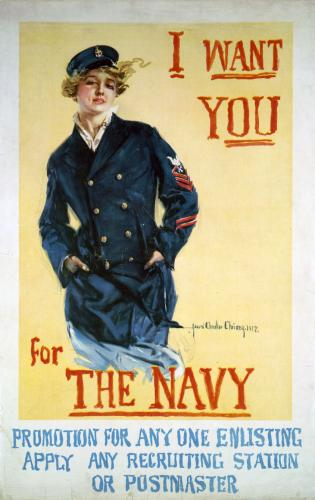 I WANT
YOU
for
THE NAVY
PROMOTION FOR ANY ONE ENLISTING
APPLY ANY RECRUITING STATION
OR POSTMASTER